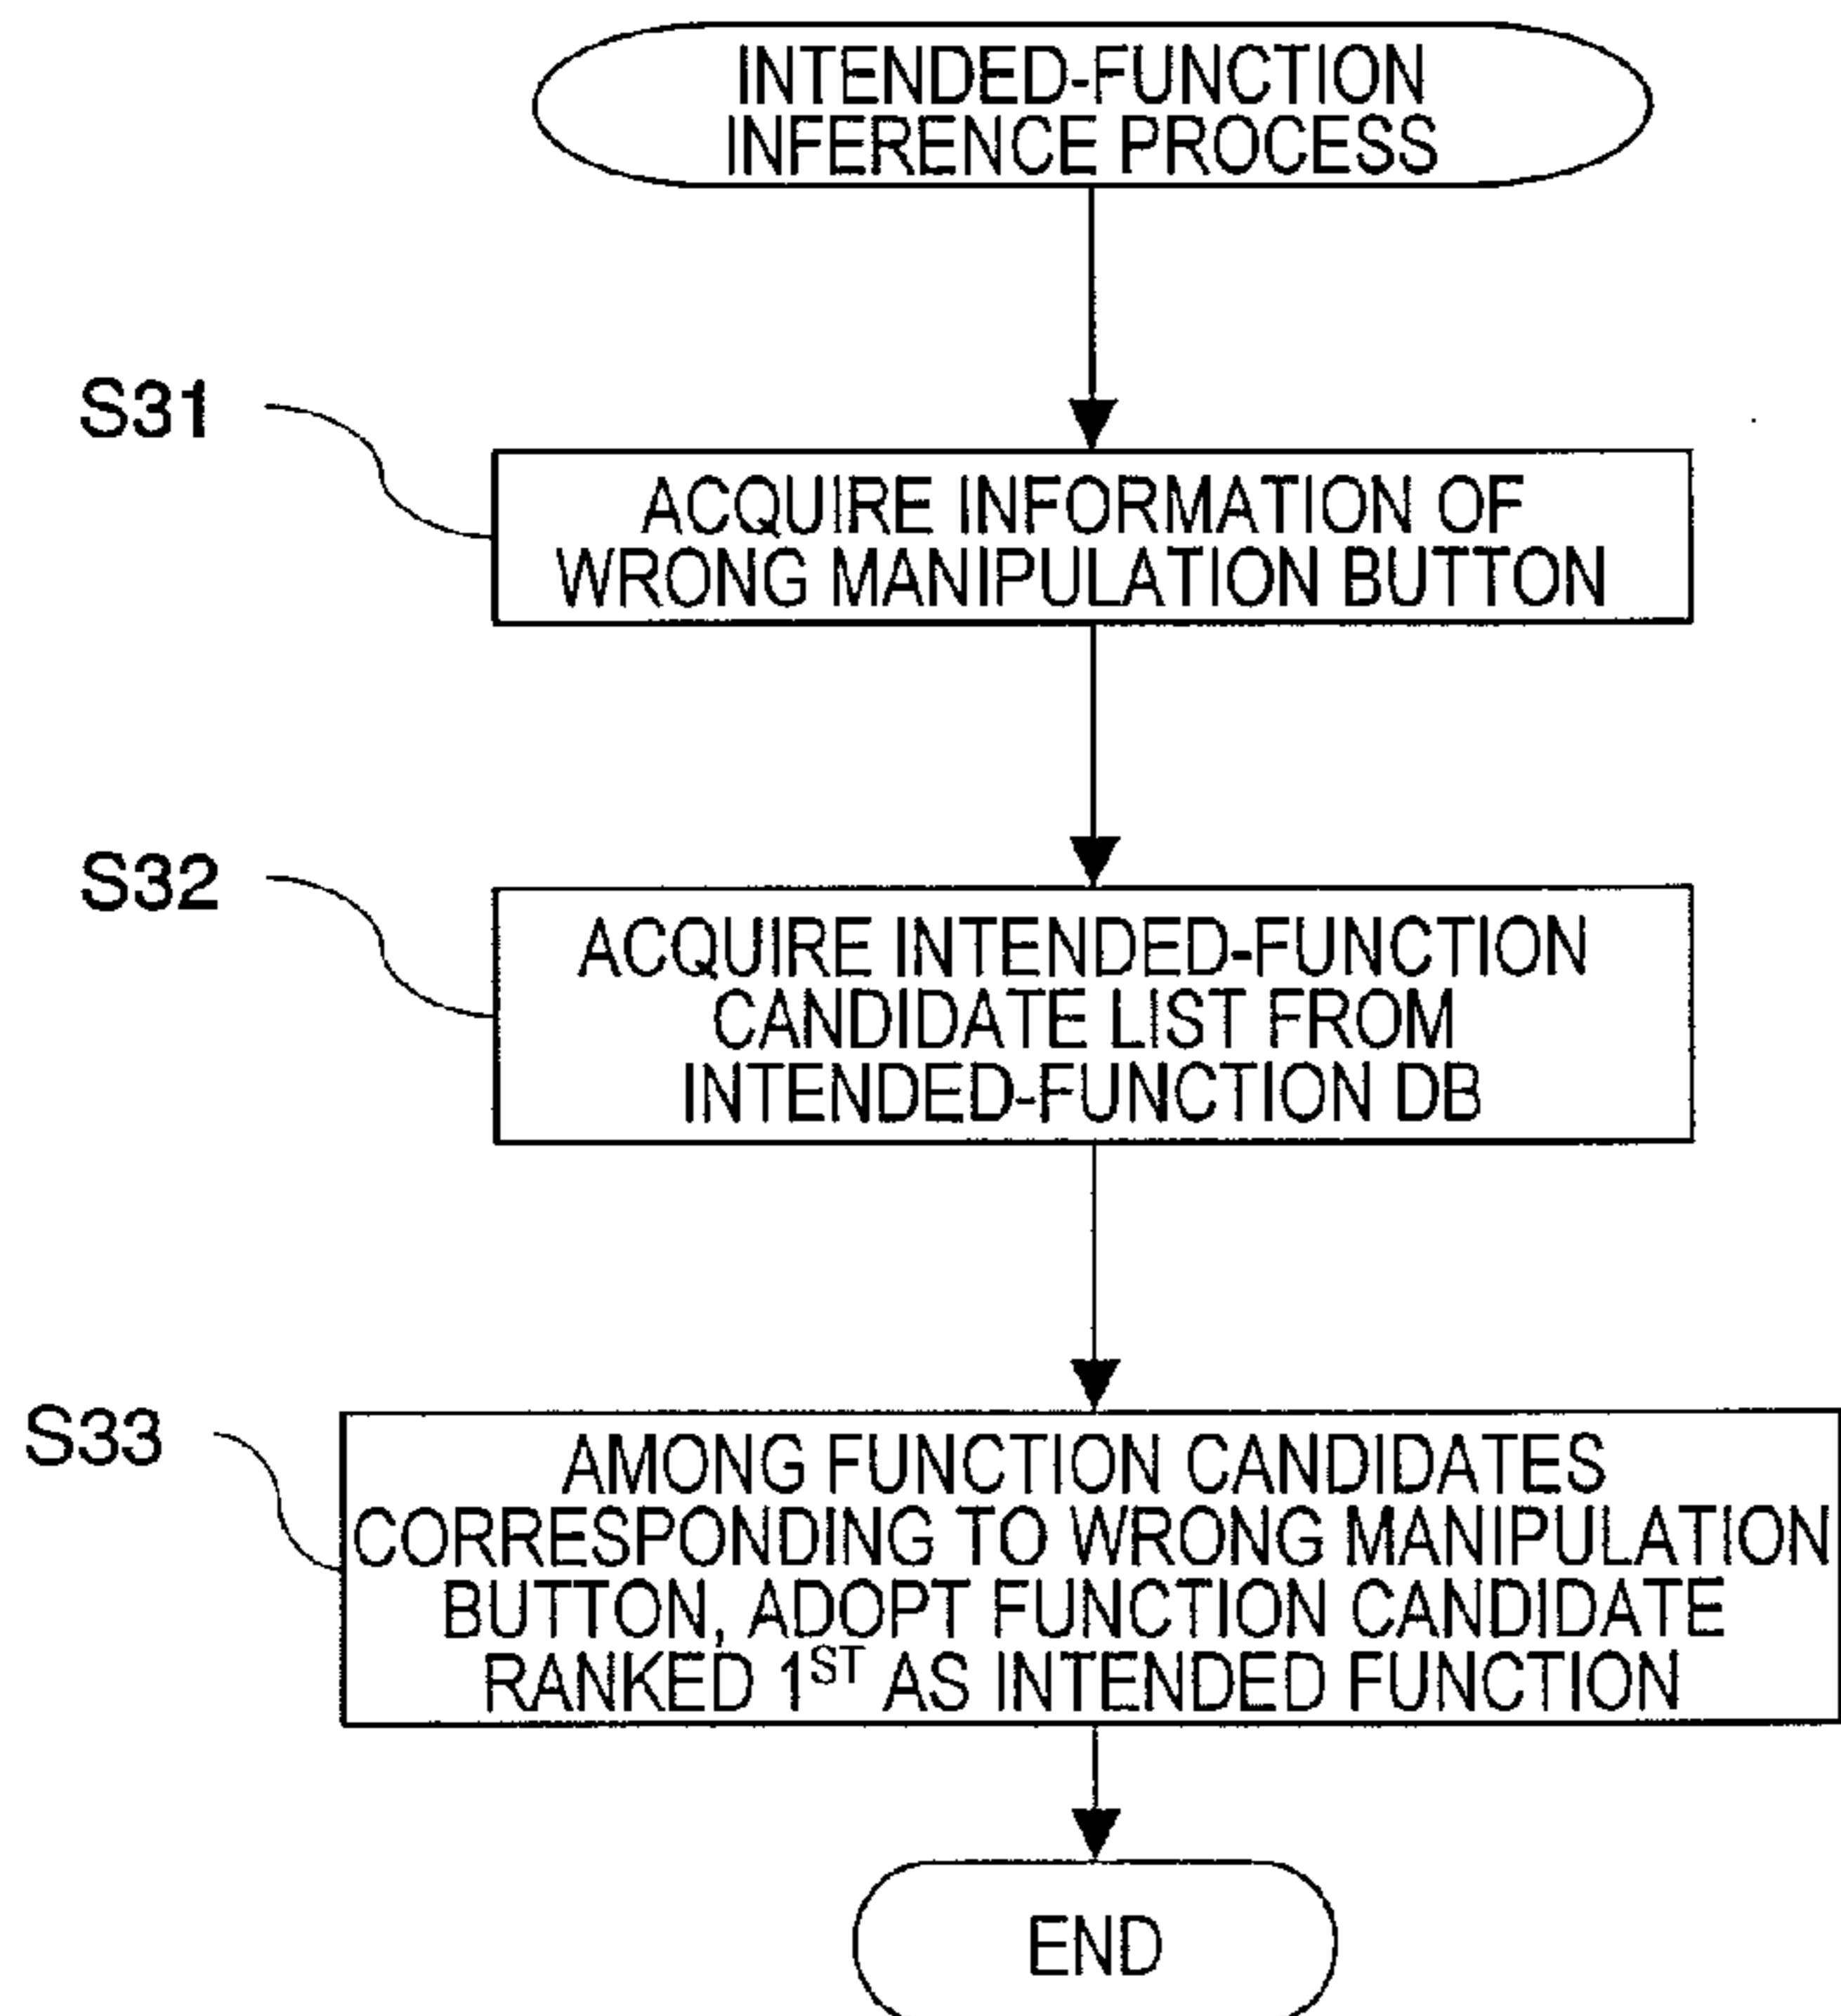 INTENDED-FUNCTION
INFERENCE PROCESS
S31
ACQUIRE INFORMATION OF
WRONG MANIPULATION BUTTON
S32
ACQUIRE INTENDED-FUNCTION
CANDIDATE LIST FROM
INTENDED-FUNCTION DB
S33
AMONG FUNCTION CANDIDATES
CORRESPONDING TO WRONG MANIPULATION
BUTTON, ADOPT FUNCTION CANDIDATE
RANKED 1ST AS INTENDED FUNCTION
END